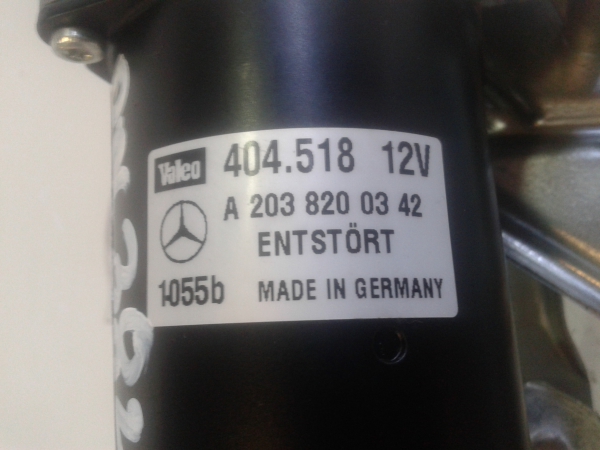 Valeo 404.518 12V
A 203 820 03 42
ENTSTÖRT
1-055b MADE IN GERMANY